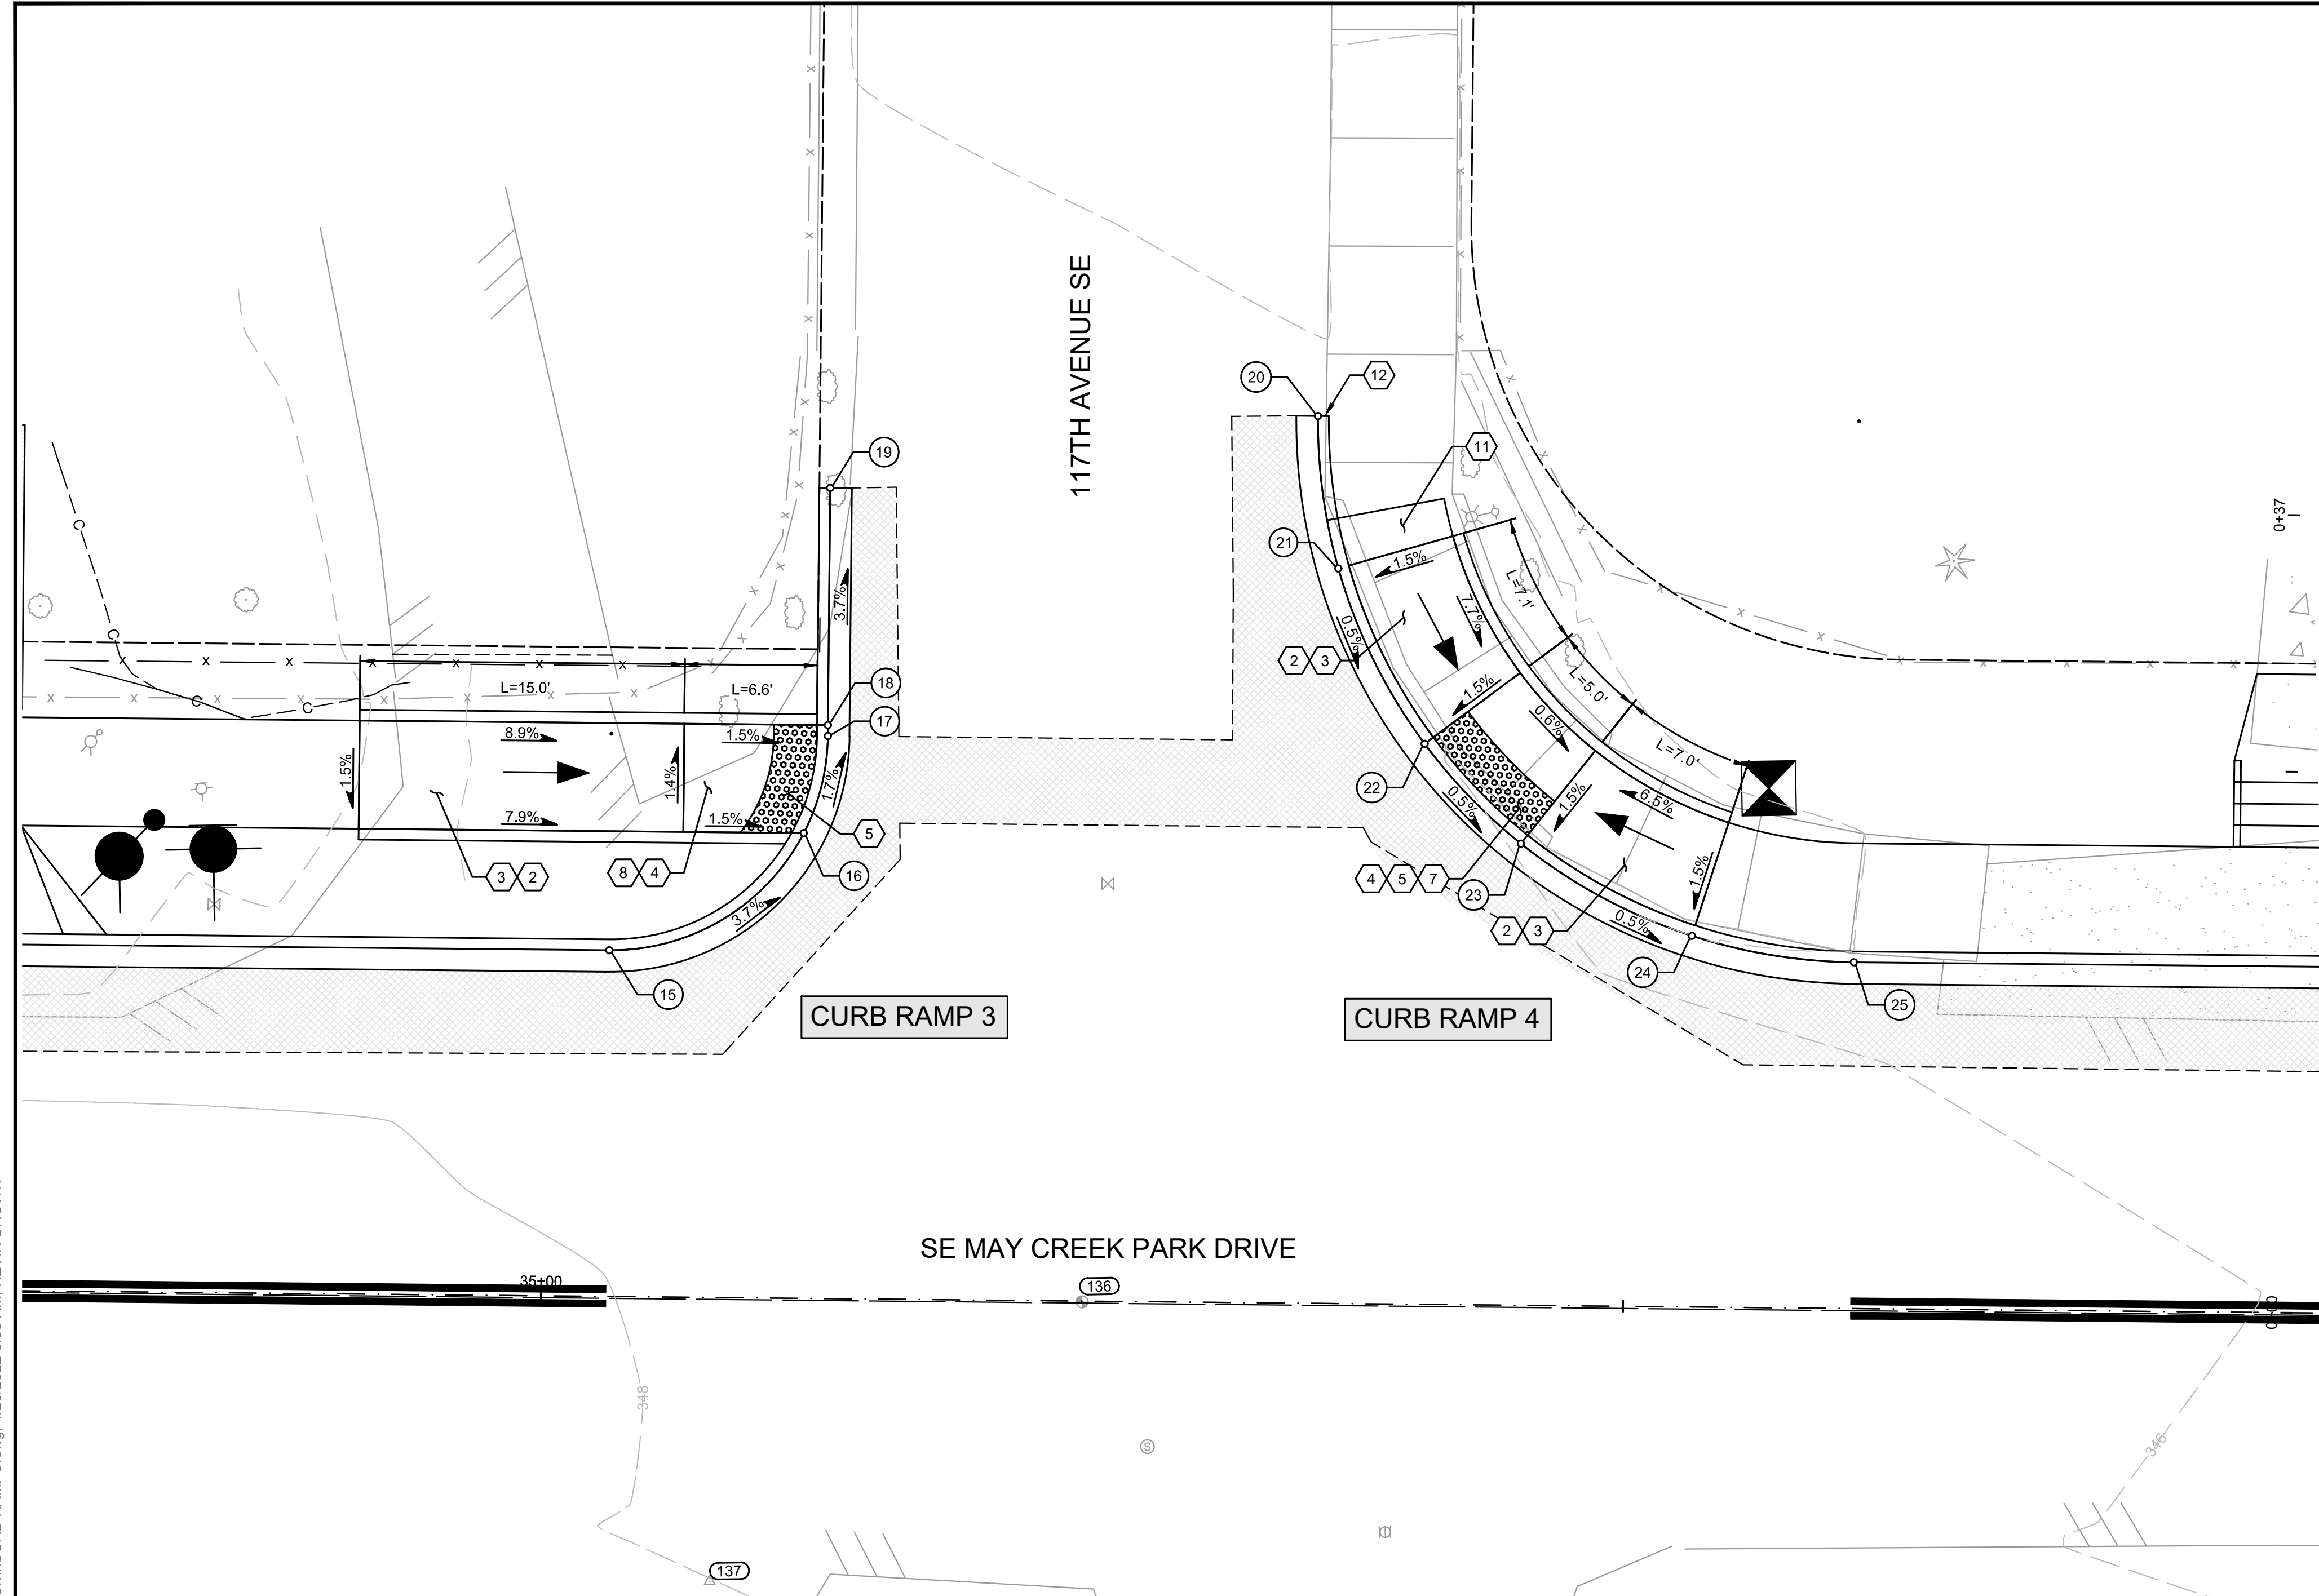 117TH AVENUE SE
20
12
19
11
0+37
21
1.5%
L=7.1'
7.7%
3.7%
0.5%
2 3
L=15.0'
L=6.6'
18
17
1.5%
L=5.0'
0.6%
L=7.0'
8.9%
1.5%
1.5%
1.4%
1.7%
22
7.9%
1.5%
0.5%
1.5%
6.5%
5
3 2
8 4
16
4 5 7
23
1.5%
3.7%
2 3
0.5%
15
24
25
CURB RAMP 3
CURB RAMP 4
SE MAY CREEK PARK DRIVE
35+00
136
348
346
S
137
C
C
C
C